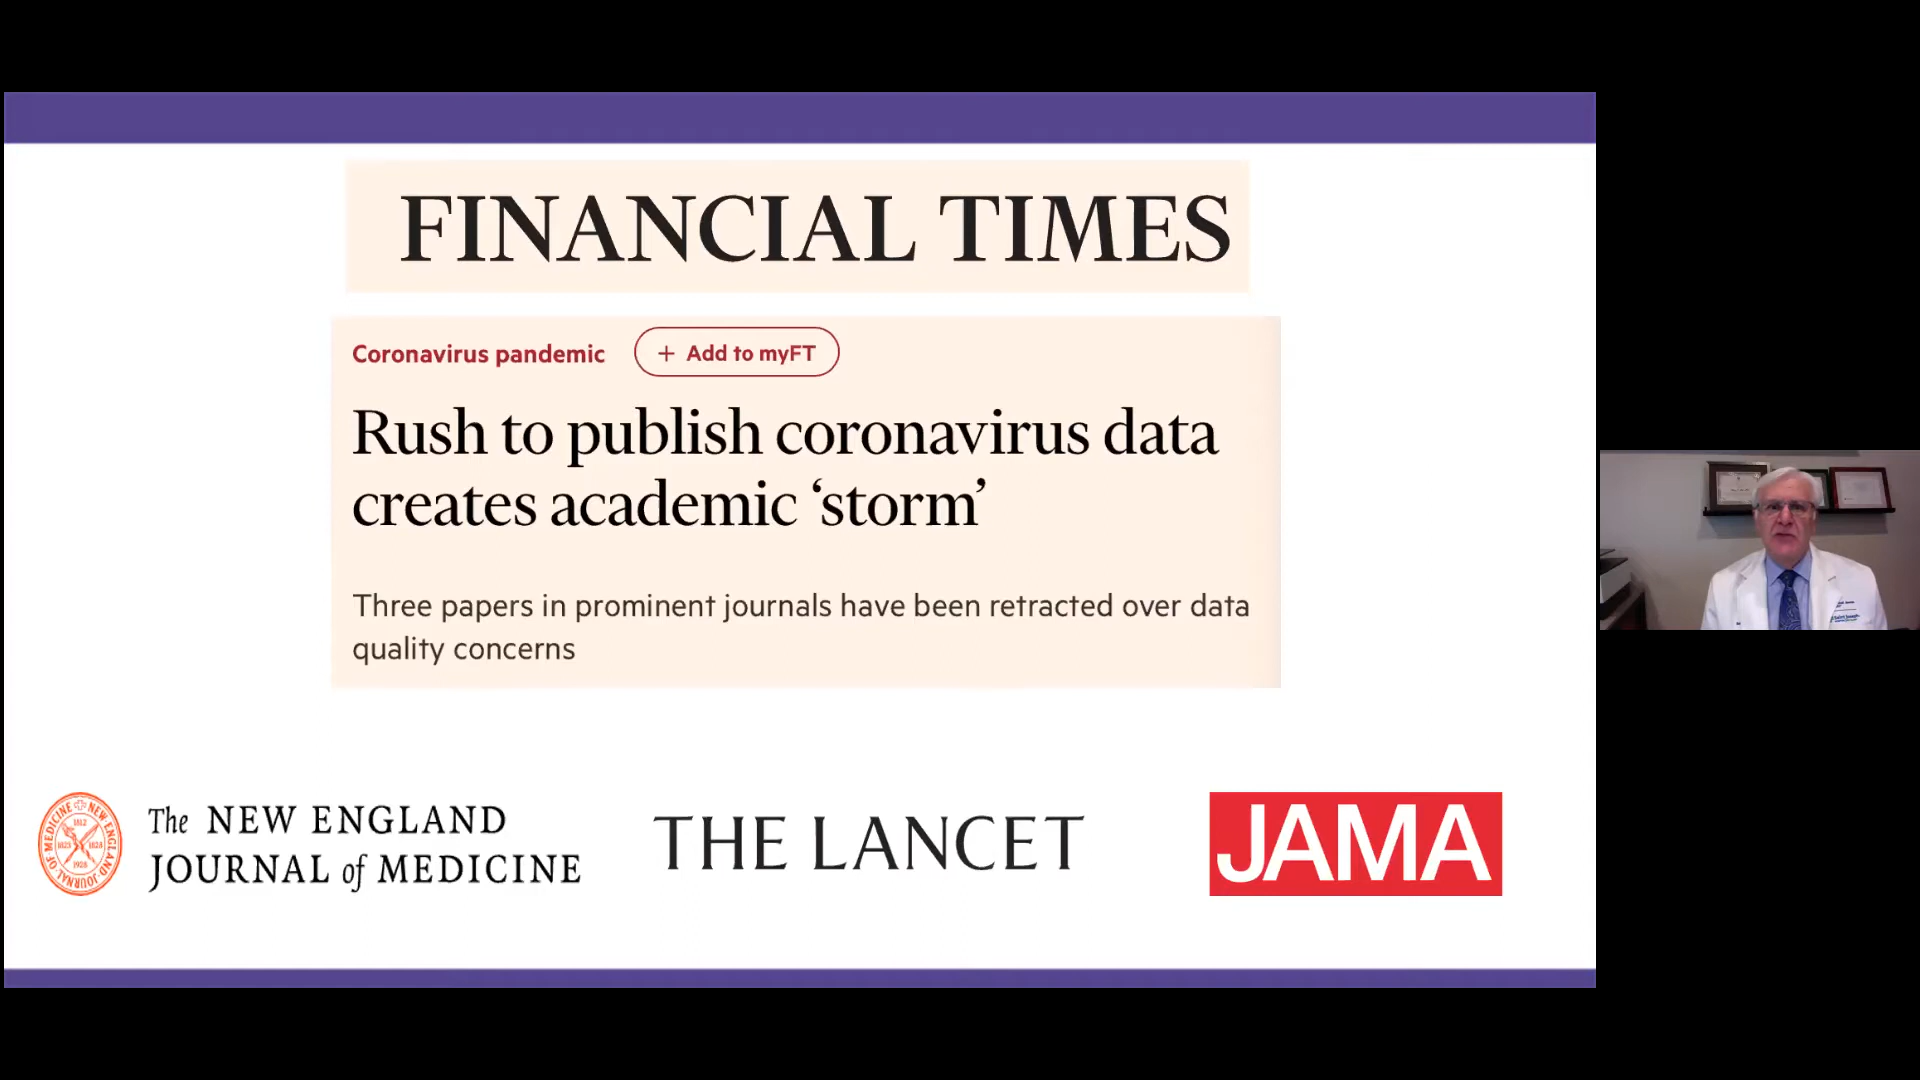 FINANCIAL TIMES
Coronavirus pandemic
+ Add to myFT
Rush to publish coronavirus data
creates academic ‘storm’
Three papers in prominent journals have been retracted over data
quality concerns
The NEW ENGLAND
JOURNAL of MEDICINE
THE LANCET
JAMA